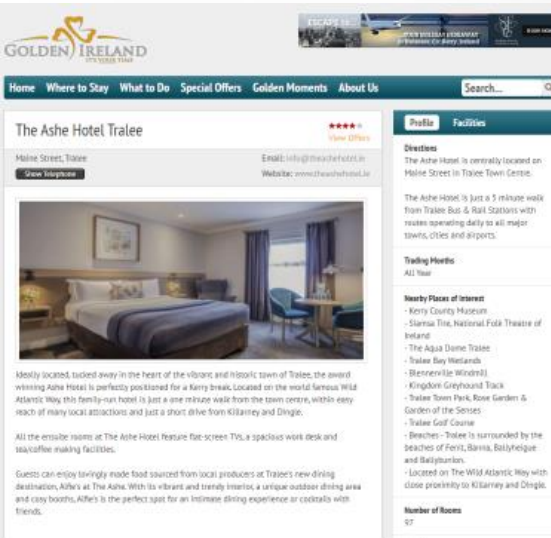 ESCAPE TO
YOUR HOLIDAY HIDEAWAY
GOLDEN IRELAND
IT'S YOUR TIME
Home Where to Stay What to Do Special Offers Golden Moments About Us
Search...
The Ashe Hotel Tralee
View Offers
Maine Street, Tralee
Show Telephone
Email: info@theashehotel.ie
Website: www.theashehotel.ie
Ideally located, tucked away in the heart of the vibrant and historic town of Tralee, the award
winning Ashe Hotel is perfectly positioned for a Kerry break. Located on the world famous Wild
Atlantic Way, this family-run hotel is just a one minute walk from the town centre, within easy
reach of many local attractions and just a short drive from Killarney and Dingle.
All the ensuite rooms at The Ashe Hotel feature flat-screen TVs, a spacious work desk and
tea/coffee making facilities.
Guests can enjoy lovingly made food sourced from local producers at Tralee's new dining
destination, Alfie's at The Ashe. With its vibrant and trendy interior, a unique outdoor dining area
and cosy booths, Alfie's is the perfect spot for an intimate dining experience or cocktails with
friends.
Profile Facilities
Directions
The Ashe Hotel is centrally located on
Maine Street in Tralee Town Centre.
The Ashe Hotel is just a 5 minute walk
from Tralee Bus & Rail Stations with
routes operating daily to all major
towns, cities and airports.
Trading Months
All Year
Nearby Places of Interest
- Kerry County Museum
- Siamsa Tire, National Folk Theatre of
Ireland
- The Aqua Dome Tralee
- Tralee Bay Wetlands
- Blennerville Windmill
- Kingdom Greyhound Track
- Tralee Town Park, Rose Garden &
Garden of the Senses
- Tralee Golf Course
- Beaches - Tralee is surrounded by the
beaches of Fenit, Banna, Ballyheigue
and Ballybunion.
- Located on The Wild Atlantic Way with
close proximity to Killarney and Dingle.
Number of Rooms
97